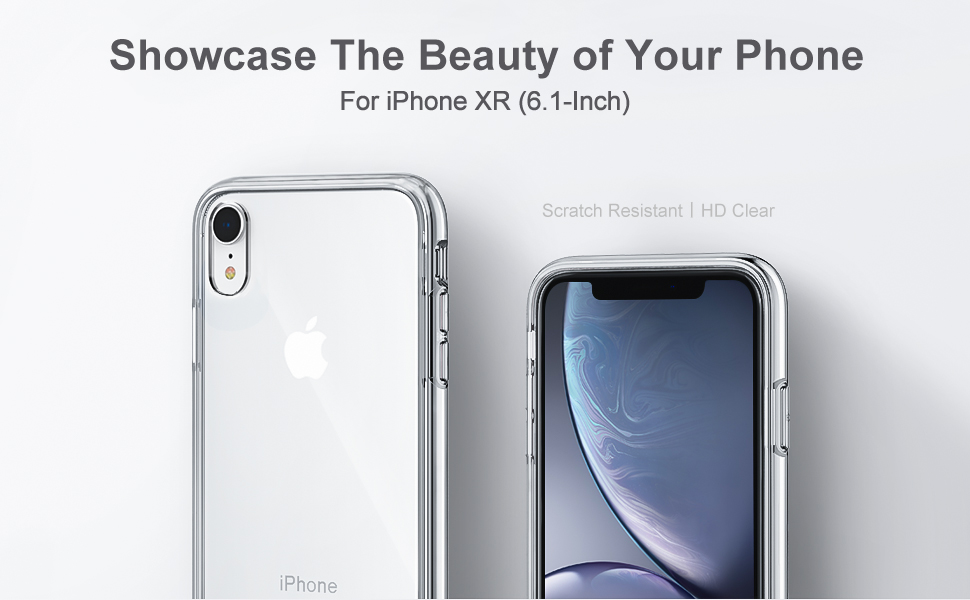 Showcase The Beauty of Your Phone
For iPhone XR (6.1-Inch)
Scratch Resistant | HD Clear
iPhone